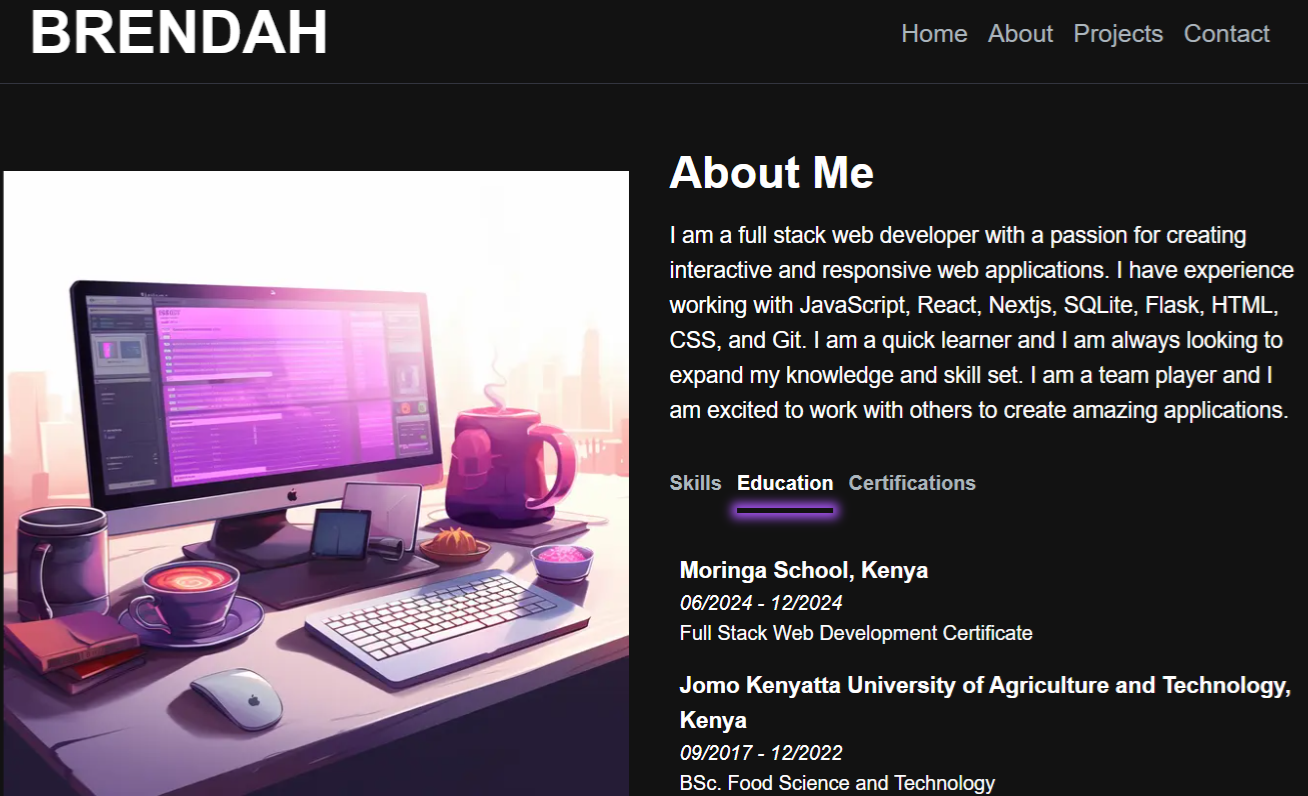 BRENDAH
Home About Projects Contact
About Me
I am a full stack web developer with a passion for creating
interactive and responsive web applications. I have experience
working with JavaScript, React, Nextjs, SQLite, Flask, HTML,
CSS, and Git. I am a quick learner and I am always looking to
expand my knowledge and skill set. I am a team player and I
am excited to work with others to create amazing applications.
Skills Education Certifications
Moringa School, Kenya
06/2024 - 12/2024
Full Stack Web Development Certificate
Jomo Kenyatta University of Agriculture and Technology,
Kenya
09/2017 - 12/2022
BSc. Food Science and Technology